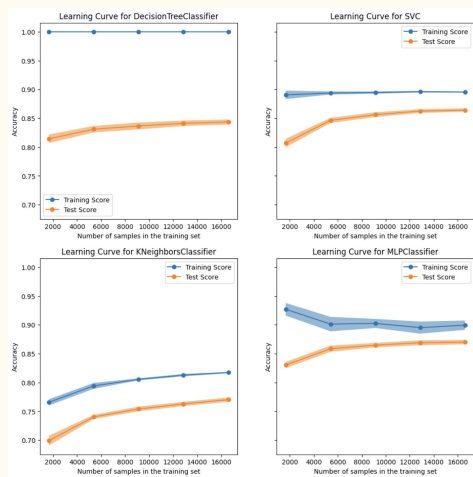 Learning Curve for DecisionTreeClassifier
1.00
0.95
0.90
0.85
0.80
0.75
0.70
Accuracy
Training Score
Test Score
2000 4000 6000 8000 10000 12000 14000 16000
Number of samples in the training set
Learning Curve for SVC
Training Score
Test Score
Accuracy
2000 4000 6000 8000 10000 12000 14000 16000
Number of samples in the training set
Learning Curve for KNeighborsClassifier
Training Score
Test Score
1.00
0.95
0.90
0.85
0.80
0.75
0.70
Accuracy
2000 4000 6000 8000 10000 12000 14000 16000
Number of samples in the training set
Learning Curve for MLPClassifier
Training Score
Test Score
Accuracy
2000 4000 6000 8000 10000 12000 14000 16000
Number of samples in the training set